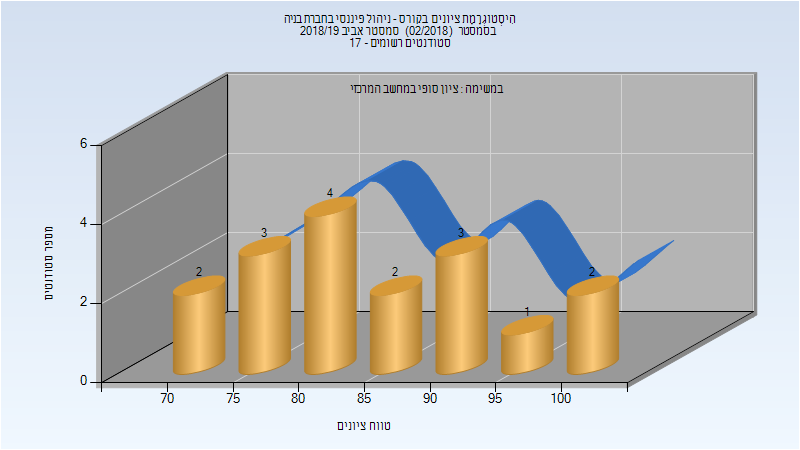 היסטוגרמת ציונים בקורס - ניהול פיננסי בחברת בניה
בסמסטר (02/2018) סמסטר אביב 2018/19
סטודנטים רשומים - 17
במשימה : ציון סופי במחשב המרכזי
מספר סטודנטים
6
4
2
0
2
3
4
2
3
1
2
70 75 80 85 90 95 100
טווח ציונים